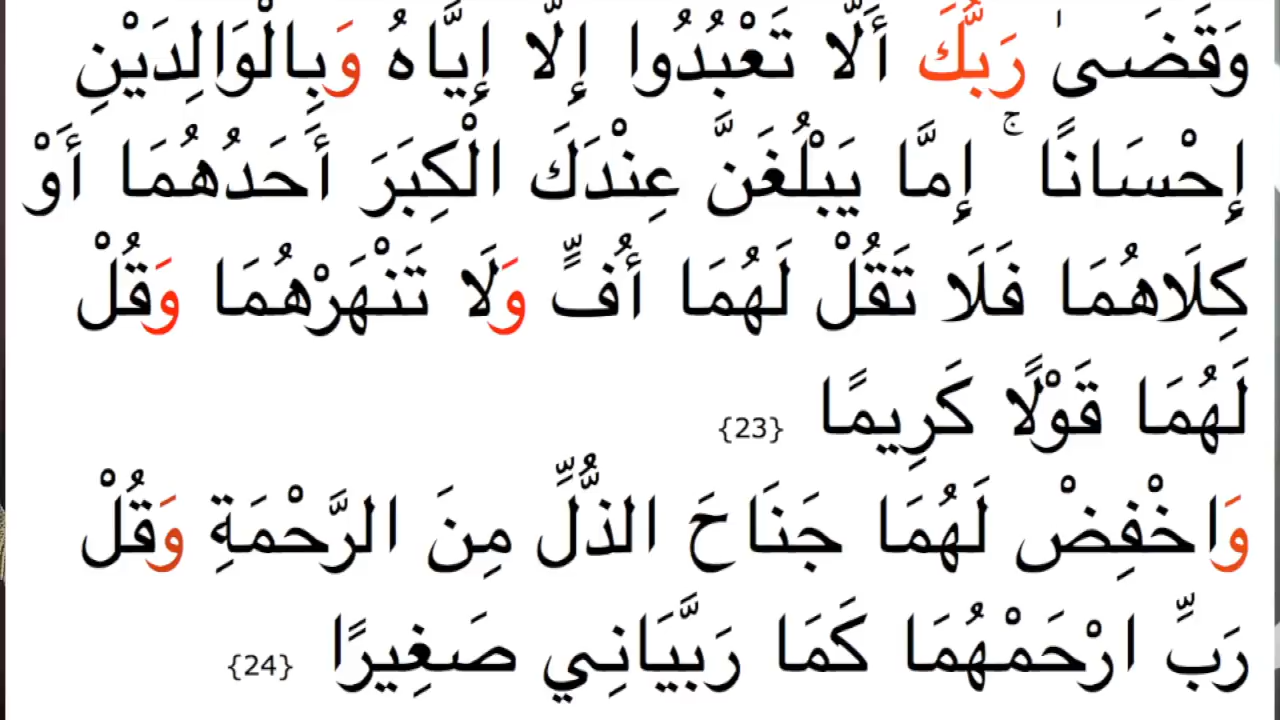 وَقَضَىٰ رَبُّكَ أَلَّا تَعْبُدُوا إِلَّا إِيَّاهُ وَبِالْوَالِدَيْنِ
إِحْسَانًا ۚ إِمَّا يَبْلُغَنَّ عِنْدَكَ الْكِبَرَ أَحَدُهُمَا أَوْ
كِلَاهُمَا فَلَا تَقُلْ لَهُمَا أُفٍّ وَلَا تَنْهَرْهُمَا وَقُلْ
لَهُمَا قَوْلًا كَرِيمًا {23}
وَاخْفِضْ لَهُمَا جَنَاحَ الذُّلِّ مِنَ الرَّحْمَةِ وَقُلْ
رَبِّ ارْحَمْهُمَا كَمَا رَبَّيَانِي صَغِيرًا {24}